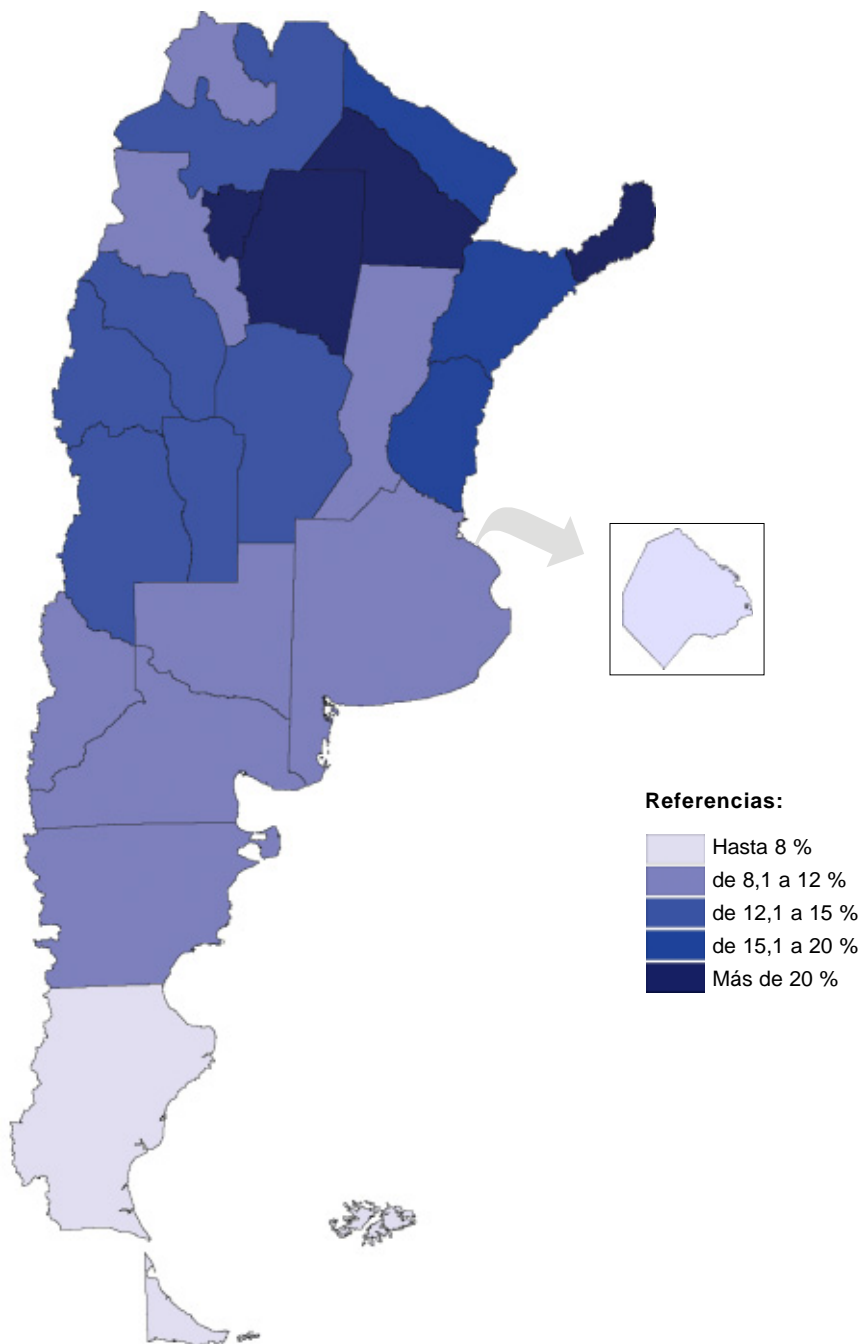 Referencias:
Hasta 8 %
de 8,1 a 12 %
de 12,1 a 15 %
de 15,1 a 20 %
Más de 20 %